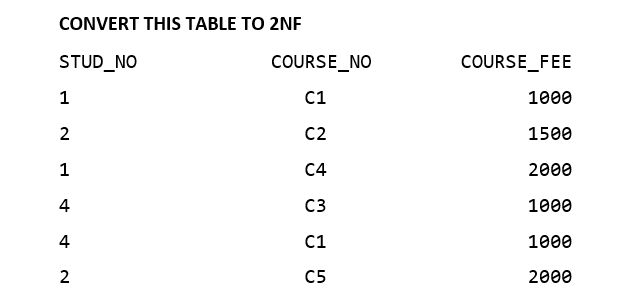 CONVERT THIS TABLE TO 2NF
STUD_NO COURSE_NO COURSE_FEE
1 C1 1000
2 C2 1500
1 C4 2000
4 C3 1000
4 C1 1000
2 C5 2000